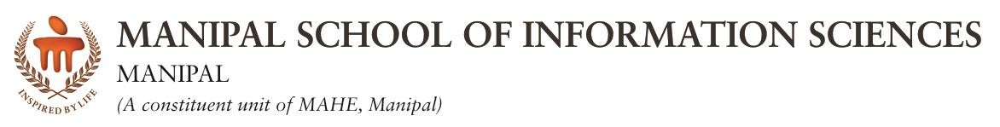 MANIPAL SCHOOL OF INFORMATION SCIENCES
MANIPAL
(A constituent unit of MAHE, Manipal)
INSPIRED BY LIFE